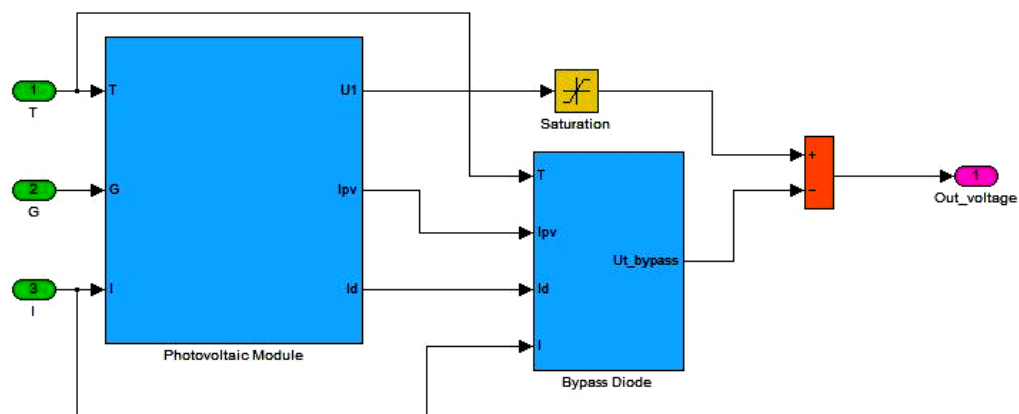 1
T
2
G
3
I
T
G
I
U1
Ipv
Id
Photovoltaic Module
Saturation
T
Ipv
Id
I
Ut_bypass
Bypass Diode
+
−
1
Out_voltage